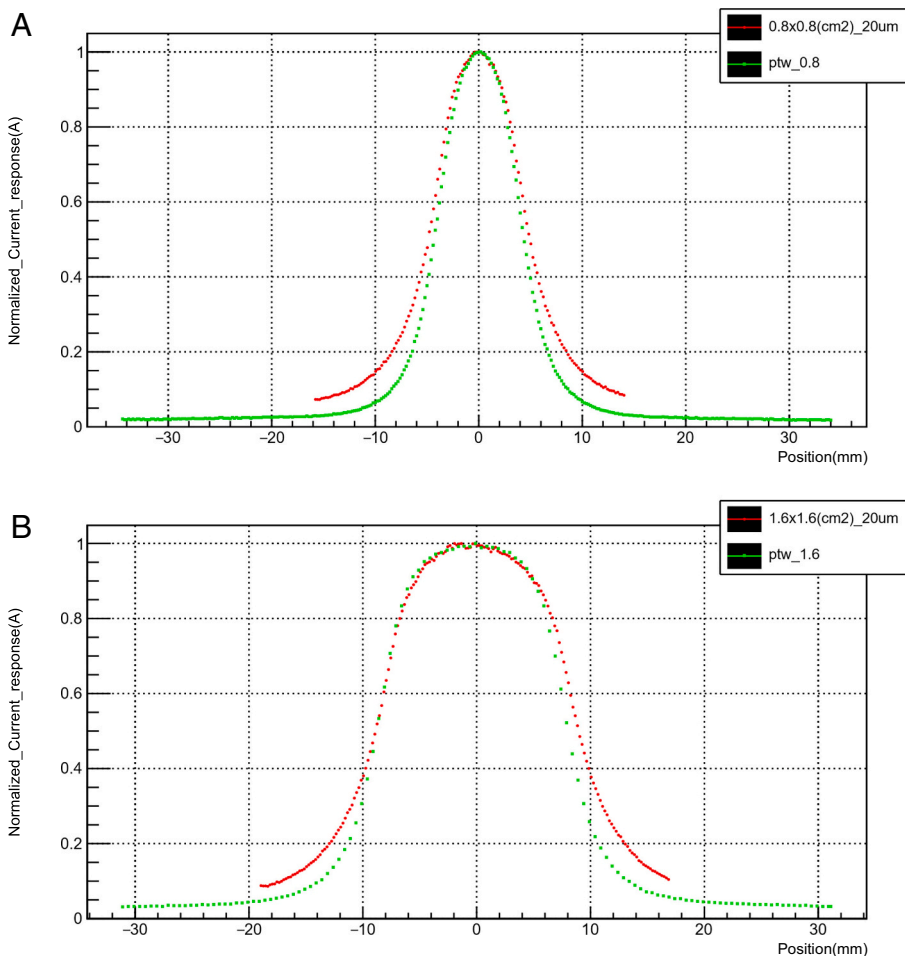 A
0.8x0.8(cm2)_20um
ptw_0.8
Normalized_Current_response(A)
1
0.8
0.6
0.4
0.2
0
−30 −20 −10 0 10 20 30
Position(mm)
B
1.6x1.6(cm2)_20um
ptw_1.6
Normalized_Current_response(A)
1
0.8
0.6
0.4
0.2
0
−30 −20 −10 0 10 20 30
Position(mm)